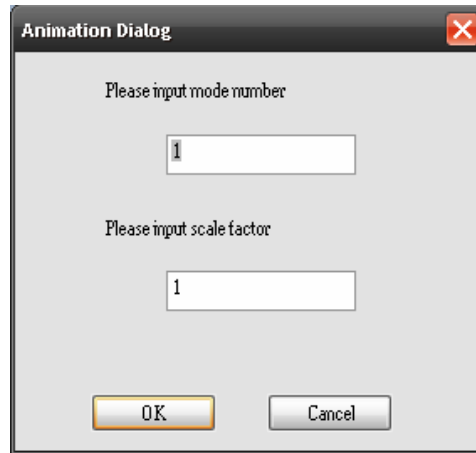 Animation Dialog
Please input mode number
1
Please input scale factor
1
OK
Cancel